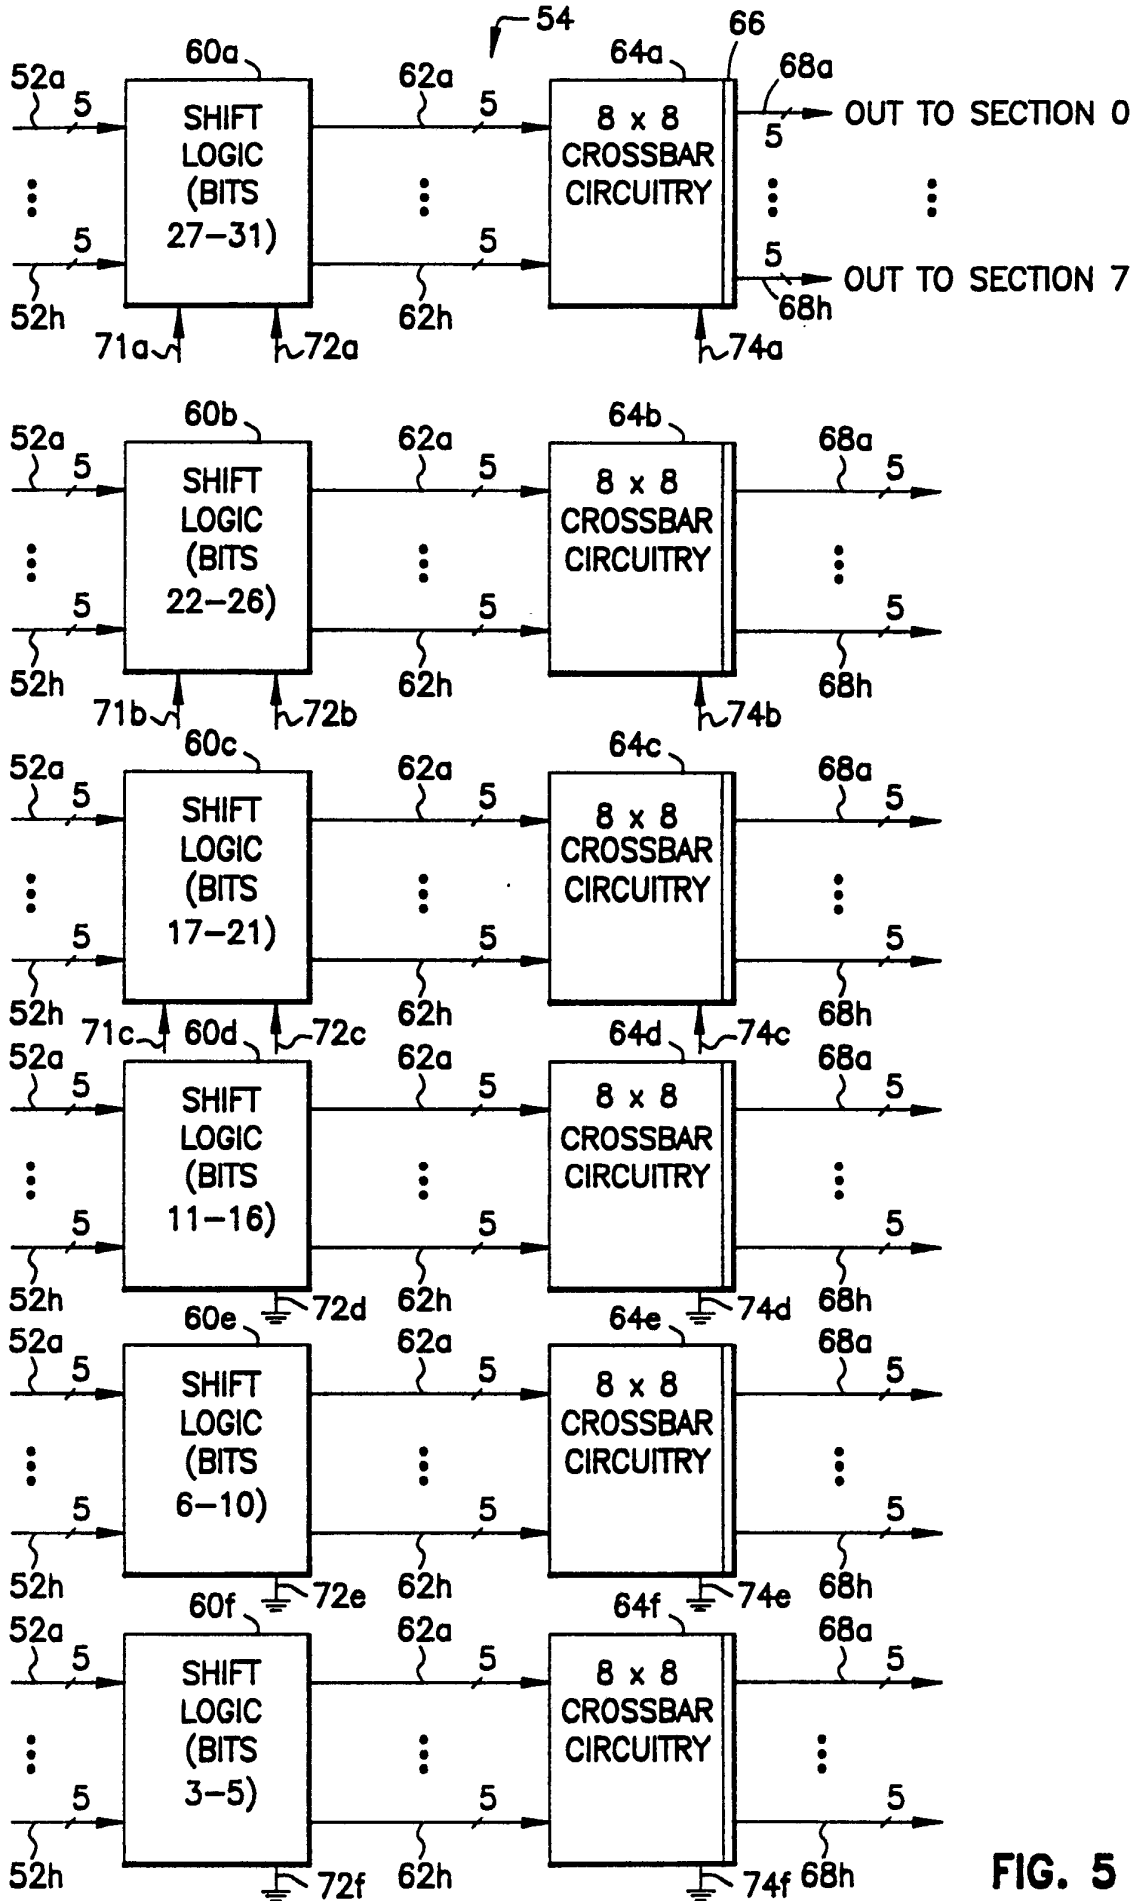 54
60a 64a 66
52a 5 62a 5 68a
SHIFT LOGIC (BITS 27–31)
8 x 8 CROSSBAR CIRCUITRY
5 OUT TO SECTION 0
52h 5 62h 5 5 68h OUT TO SECTION 7
71a 72a 74a
60b 64b
52a 5 62a 5 68a 5
SHIFT LOGIC (BITS 22–26)
8 x 8 CROSSBAR CIRCUITRY
52h 5 62h 5 68h 5
71b 72b 74b
60c 64c
52a 5 62a 5 68a 5
SHIFT LOGIC (BITS 17–21)
8 x 8 CROSSBAR CIRCUITRY
52h 5 62h 5 68h 5
71c 72c 74c
60d 64d
52a 5 62a 5 68a 5
SHIFT LOGIC (BITS 11–16)
8 x 8 CROSSBAR CIRCUITRY
52h 5 62h 5 68h 5
72d 74d
60e 64e
52a 5 62a 5 68a 5
SHIFT LOGIC (BITS 6–10)
8 x 8 CROSSBAR CIRCUITRY
52h 5 62h 5 68h 5
72e 74e
60f 64f
52a 5 62a 5 68a 5
SHIFT LOGIC (BITS 3–5)
8 x 8 CROSSBAR CIRCUITRY
52h 5 62h 5 68h 5
72f 74f
FIG. 5